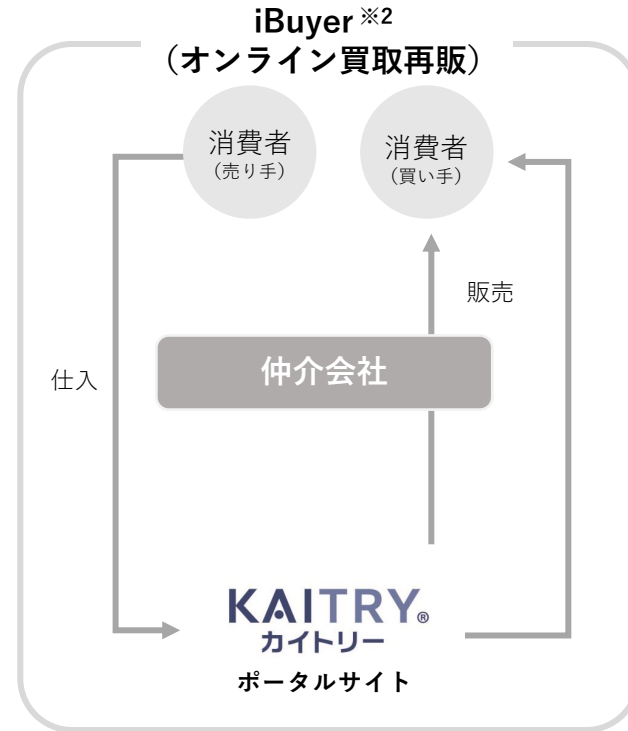 iBuyer ※2
（オンライン買取再販）
消費者
（売り手）
消費者
（買い手）
販売
仲介会社
仕入
KAITRY®
カイトリー
ポータルサイト